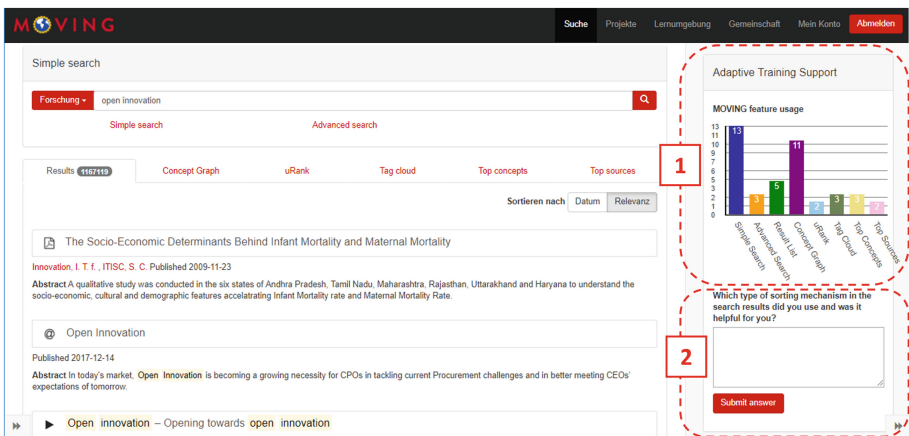 MOVING
Suche Projekte Lernumgebung Gemeinschaft Mein Konto Abmelden
Simple search
Forschung open innovation
Simple search Advanced search
Results 1167119 Concept Graph uRank Tag cloud Top concepts Top sources
Sortieren nach Datum Relevanz
The Socio-Economic Determinants Behind Infant Mortality and Maternal Mortality
Innovation, I. T. f. , ITISC, S. C. Published 2009-11-23
Abstract A qualitative study was conducted in the six states of Andhra Pradesh, Tamil Nadu, Maharashtra, Rajasthan, Uttarakhand and Haryana to understand the
socio-economic, cultural and demographic features accelatrating Infant Mortality rate and Maternal Mortality Rate.
@ Open Innovation
Published 2017-12-14
Abstract In today's market, Open Innovation is becoming a growing necessity for CPOs in tackling current Procurement challenges and in better meeting CEOs'
expectations of tomorrow.
Open innovation – Opening towards open innovation
Adaptive Training Support
MOVING feature usage
13
11
10
9
7
6
5
3
2
1
0
13 3 5 11 2 3 3 2
Simple Search
Advanced Search
Result List
Concept Graph
uRank
Tag Cloud
Top Concepts
Top Sources
1
Which type of sorting mechanism in the
search results did you use and was it
helpful for you?
2
Submit answer